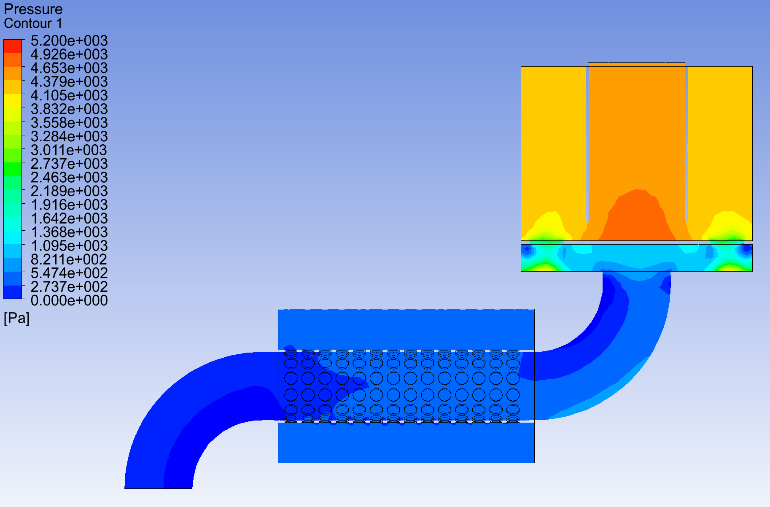 Pressure
Contour 1
5.200e+003
4.926e+003
4.653e+003
4.379e+003
4.105e+003
3.832e+003
3.558e+003
3.284e+003
3.011e+003
2.737e+003
2.463e+003
2.189e+003
1.916e+003
1.642e+003
1.368e+003
1.095e+003
8.211e+002
5.474e+002
2.737e+002
0.000e+000
[Pa]